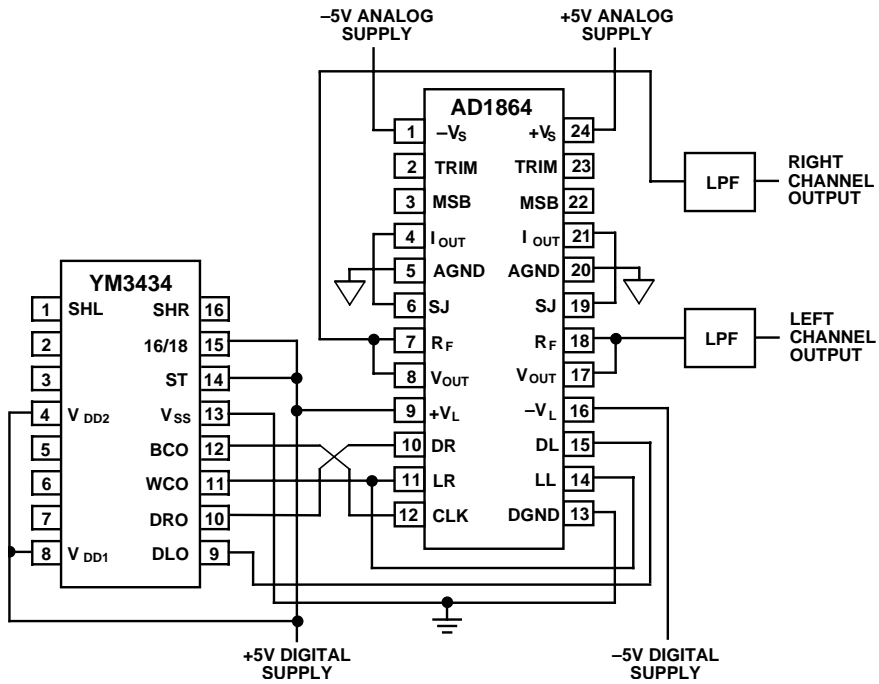 –5V ANALOG
SUPPLY
+5V ANALOG
SUPPLY
AD1864
1 –VS +VS 24
2 TRIM TRIM 23
3 MSB MSB 22
4 IOUT IOUT 21
5 AGND AGND 20
6 SJ SJ 19
7 RF RF 18
8 VOUT VOUT 17
9 +VL –VL 16
10 DR DL 15
11 LR LL 14
12 CLK DGND 13
LPF
RIGHT
CHANNEL
OUTPUT
LPF
LEFT
CHANNEL
OUTPUT
YM3434
1 SHL SHR 16
2 16/18 15
3 ST 14
4 VDD2 VSS 13
5 BCO 12
6 WCO 11
7 DRO 10
8 VDD1 DLO 9
+5V DIGITAL
SUPPLY
–5V DIGITAL
SUPPLY